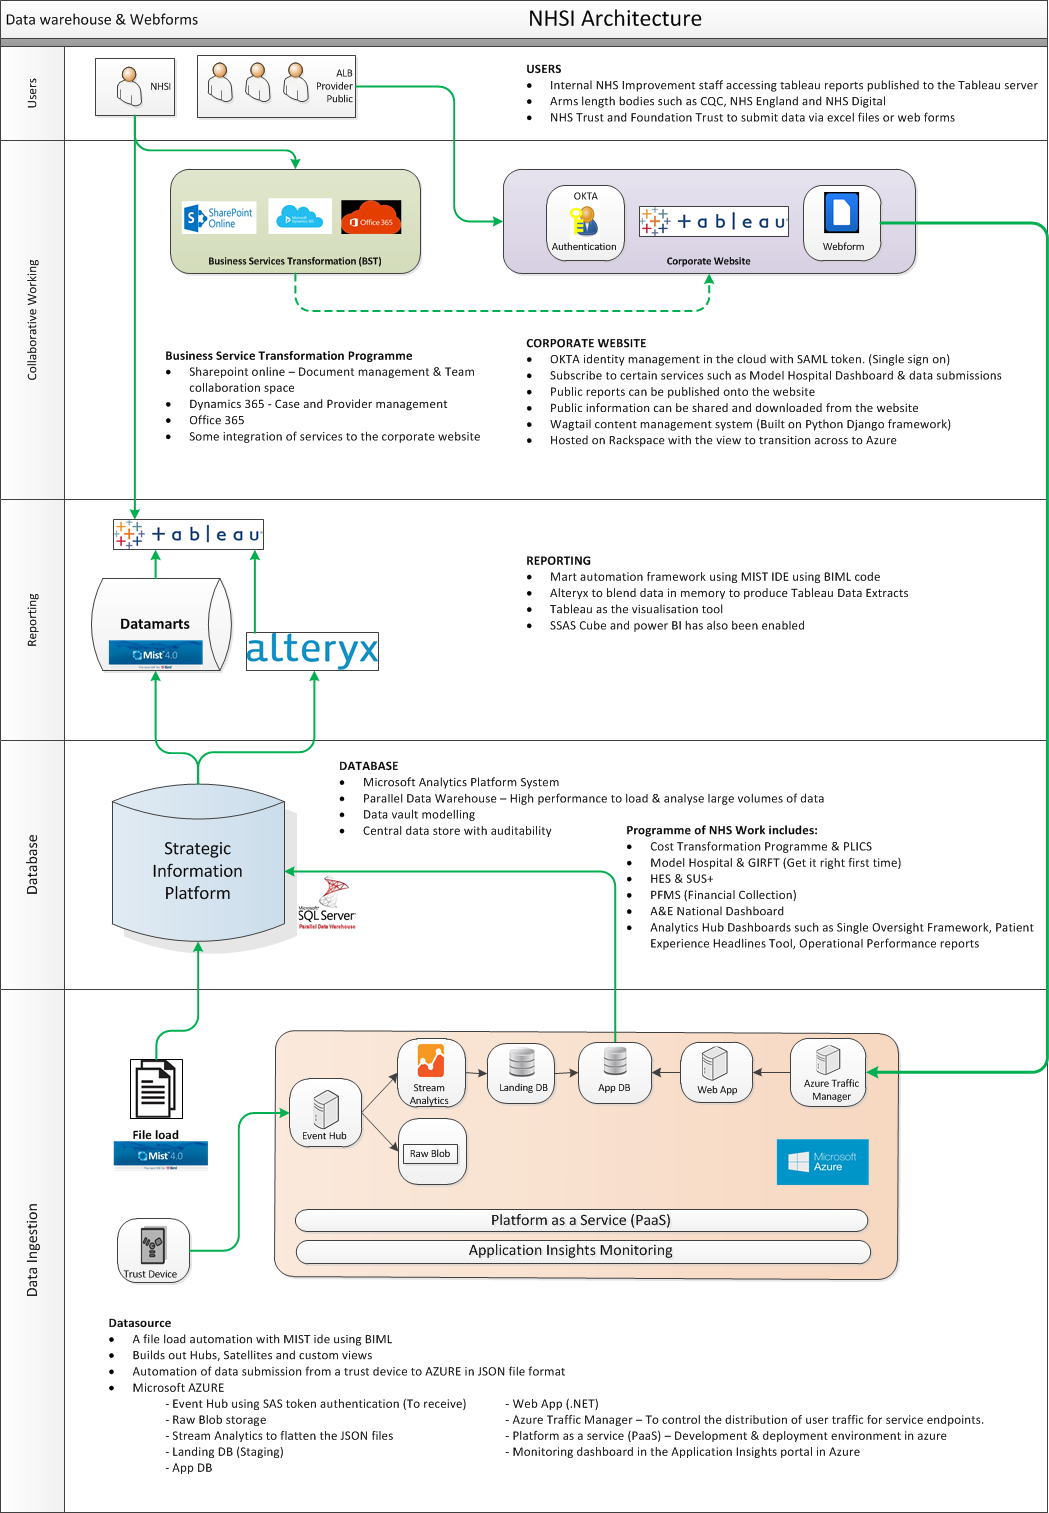 Data warehouse & Webforms
NHSI Architecture
Users
NHSI
ALB
Provider
Public
USERS
• Internal NHS Improvement staff accessing tableau reports published to the Tableau server
• Arms length bodies such as CQC, NHS England and NHS Digital
• NHS Trust and Foundation Trust to submit data via excel files or web forms
Collaborative Working
SharePoint
Online
Microsoft
Dynamics 365
Office 365
Business Services Transformation (BST)
OKTA
Authentication
+ a b l e a u
Webform
Corporate Website
Business Service Transformation Programme
• Sharepoint online – Document management & Team
collaboration space
• Dynamics 365 - Case and Provider management
• Office 365
• Some integration of services to the corporate website
CORPORATE WEBSITE
• OKTA identity management in the cloud with SAML token. (Single sign on)
• Subscribe to certain services such as Model Hospital Dashboard & data submissions
• Public reports can be published onto the website
• Public information can be shared and downloaded from the website
• Wagtail content management system (Built on Python Django framework)
• Hosted on Rackspace with the view to transition across to Azure
Reporting
+ a b l e a u
Datamarts
Mist 4.0
alteryx
REPORTING
• Mart automation framework using MIST IDE using BIML code
• Alteryx to blend data in memory to produce Tableau Data Extracts
• Tableau as the visualisation tool
• SSAS Cube and power BI has also been enabled
Database
Strategic
Information
Platform
Microsoft
SQL Server
Parallel Data Warehouse
DATABASE
• Microsoft Analytics Platform System
• Parallel Data Warehouse – High performance to load & analyse large volumes of data
• Data vault modelling
• Central data store with auditability
Programme of NHS Work includes:
• Cost Transformation Programme & PLICS
• Model Hospital & GIRFT (Get it right first time)
• HES & SUS+
• PFMS (Financial Collection)
• A&E National Dashboard
• Analytics Hub Dashboards such as Single Oversight Framework, Patient
Experience Headlines Tool, Operational Performance reports
Data Ingestion
File load
Mist 4.0
Trust Device
Event Hub
Stream
Analytics
Raw Blob
Landing DB
App DB
Web App
Azure Traffic
Manager
Microsoft
Azure
Platform as a Service (PaaS)
Application Insights Monitoring
Datasource
• A file load automation with MIST ide using BIML
• Builds out Hubs, Satellites and custom views
• Automation of data submission from a trust device to AZURE in JSON file format
• Microsoft AZURE
- Event Hub using SAS token authentication (To receive)
- Raw Blob storage
- Stream Analytics to flatten the JSON files
- Landing DB (Staging)
- App DB
- Web App (.NET)
- Azure Traffic Manager – To control the distribution of user traffic for service endpoints.
- Platform as a service (PaaS) – Development & deployment environment in azure
- Monitoring dashboard in the Application Insights portal in Azure